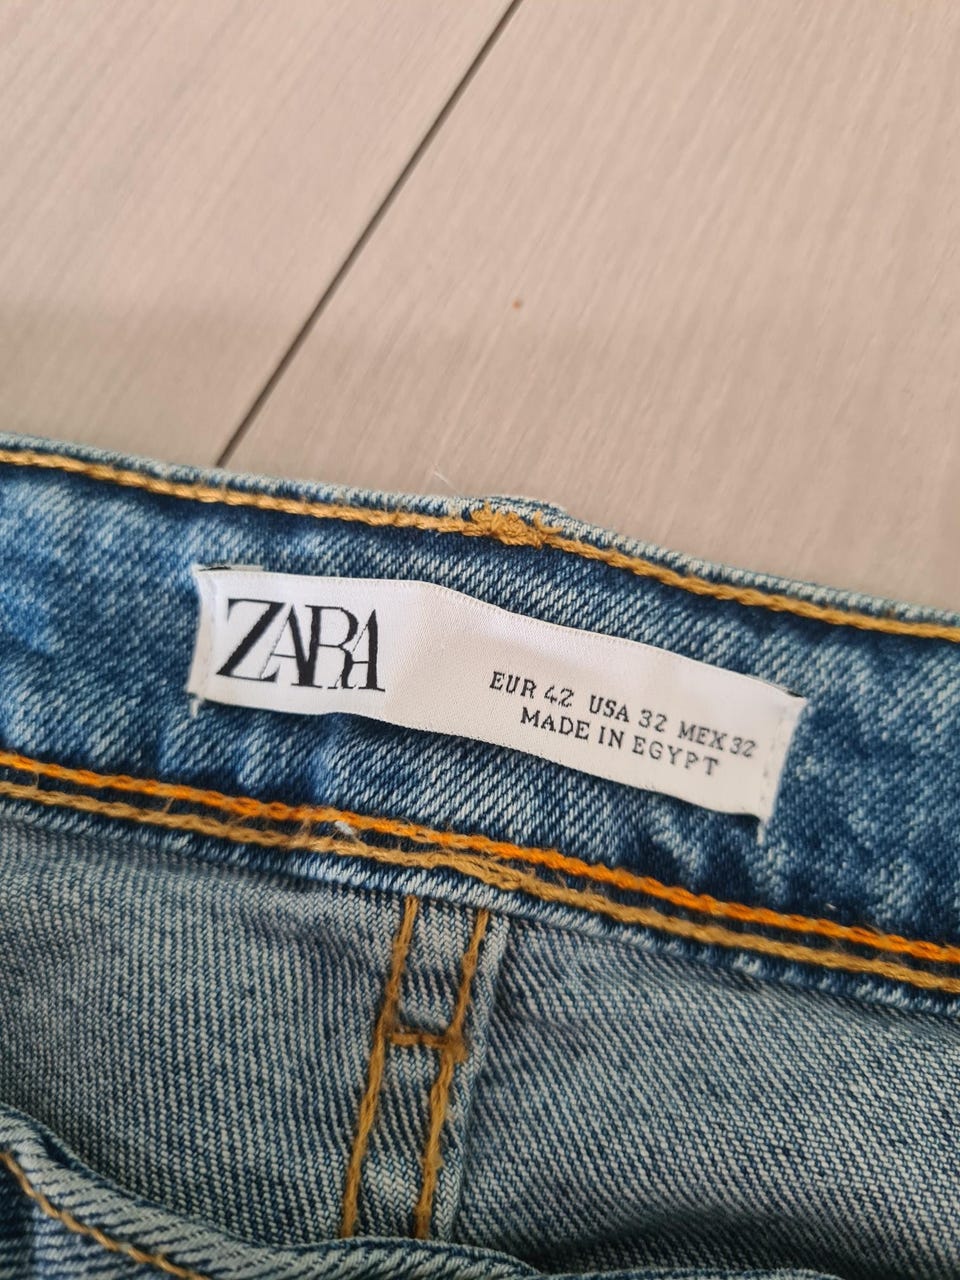 ZARA
EUR 42 USA 32 MEX 32
MADE IN EGYPT